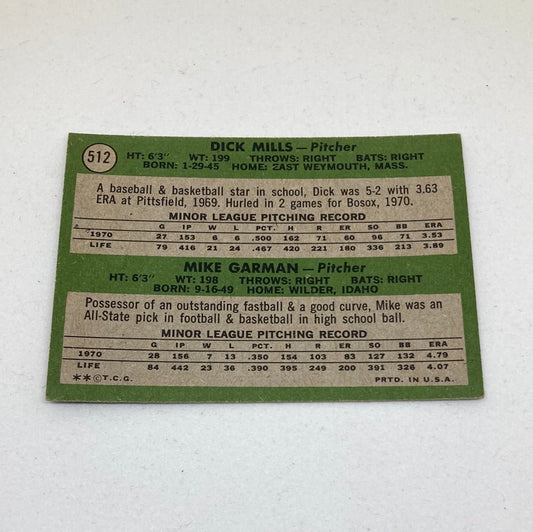 512
DICK MILLS — Pitcher
HT: 6'3" WT: 199 THROWS: RIGHT BATS: RIGHT
BORN: 1-29-45 HOME: EAST WEYMOUTH, MASS.
A baseball & basketball star in school, Dick was 5-2 with 3.63
ERA at Pittsfield, 1969. Hurled in 2 games for Bosox, 1970.
MINOR LEAGUE PITCHING RECORD
G IP W L PCT. H R ER SO BB ERA
1970 27 153 6 6 .500 162 71 60 96 71 3.53
LIFE 79 416 21 24 .467 420 221 180 336 213 3.89
MIKE GARMAN — Pitcher
HT: 6'3" WT: 198 THROWS: RIGHT BATS: RIGHT
BORN: 9-16-49 HOME: WILDER, IDAHO
Possessor of an outstanding fastball & a good curve, Mike was an
All-State pick in football & basketball in high school ball.
MINOR LEAGUE PITCHING RECORD
G IP W L PCT. H R ER SO BB ERA
1970 28 156 7 13 .350 154 103 83 127 132 4.79
LIFE 84 442 23 36 .390 395 249 200 391 326 4.07
**©T.C.G. PRTD. IN U.S.A.